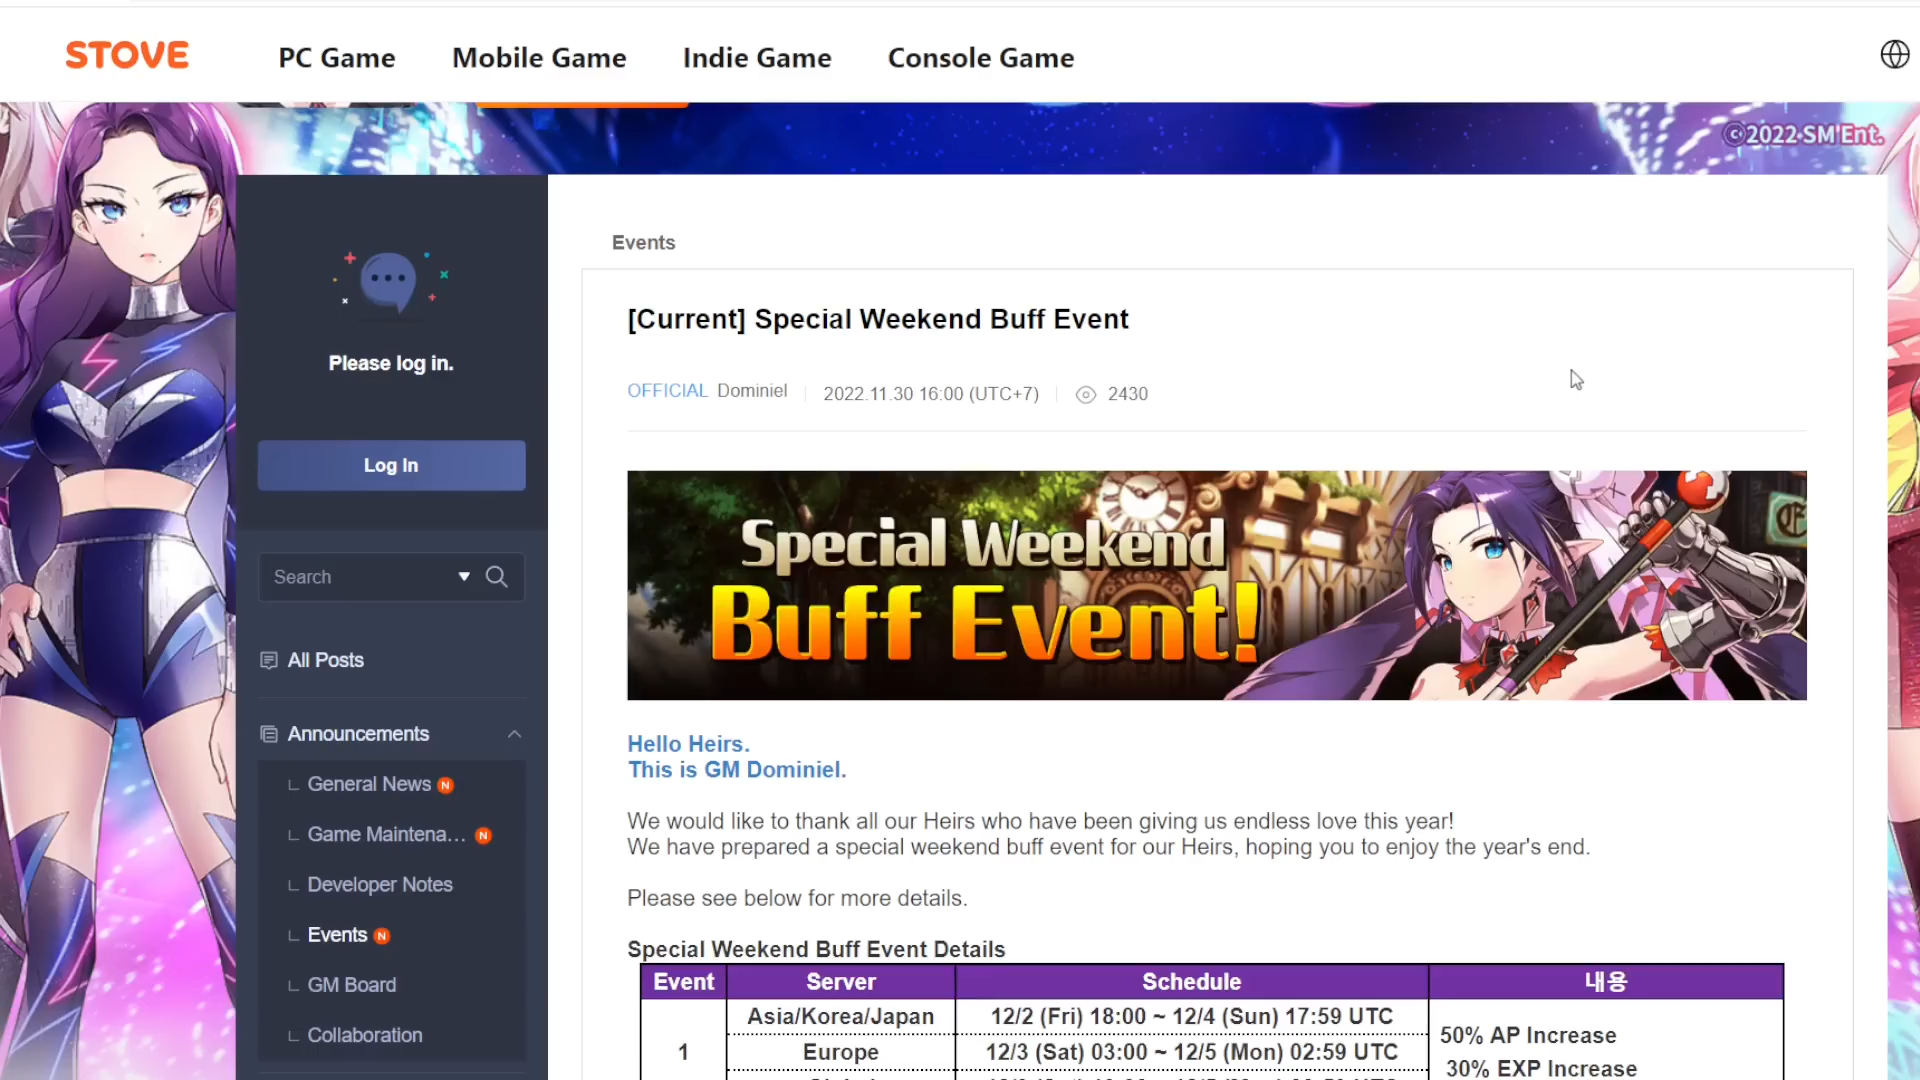 STOVE
PC Game
Mobile Game
Indie Game
Console Game
©2022 SM Ent.
Please log in.
Log In
Search
All Posts
Announcements
General News N
Game Maintena... N
Developer Notes
Events N
GM Board
Collaboration
Events
[Current] Special Weekend Buff Event
OFFICIAL Dominiel 2022.11.30 16:00 (UTC+7) 2430
Special Weekend
Buff Event!
Hello Heirs.
This is GM Dominiel.
We would like to thank all our Heirs who have been giving us endless love this year!
We have prepared a special weekend buff event for our Heirs, hoping you to enjoy the year's end.
Please see below for more details.
Special Weekend Buff Event Details
Event Server Schedule 내용
1
Asia/Korea/Japan 12/2 (Fri) 18:00 ~ 12/4 (Sun) 17:59 UTC
Europe 12/3 (Sat) 03:00 ~ 12/5 (Mon) 02:59 UTC
50% AP Increase
30% EXP Increase